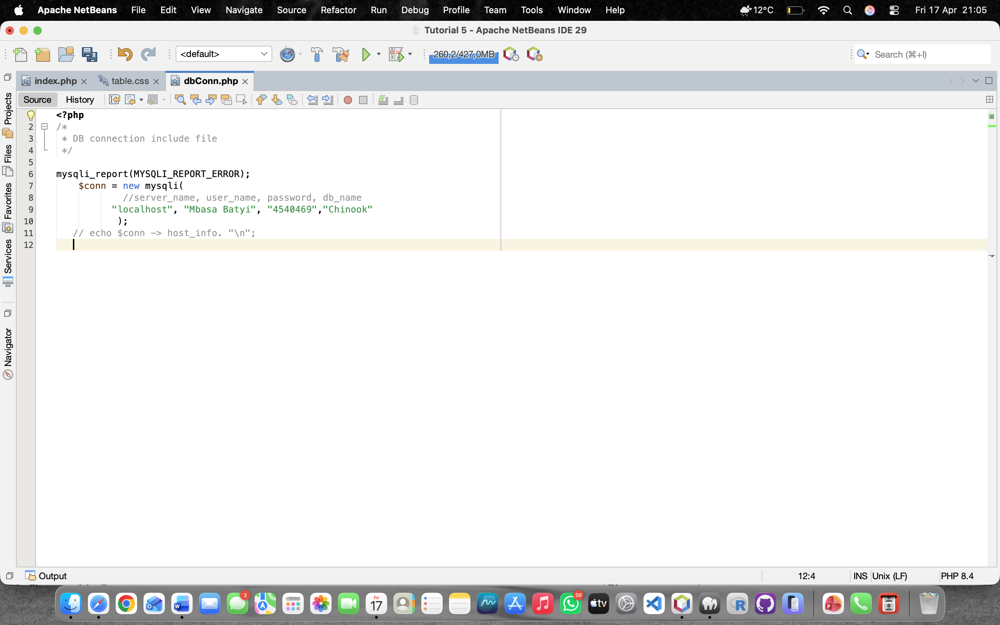 Apache NetBeans File Edit View Navigate Source Refactor Run Debug Profile Team Tools Window Help 12°C Fri 17 Apr 21:05
Tutorial 5 - Apache NetBeans IDE 29
<default> 260,2/427,0MB Search (⌘+I)
index.php table.css dbConn.php
Source History
Projects
Files
Favorites
Services
Navigator
<?php
2 /*
3 * DB connection include file
4 */
5
6 mysqli_report(MYSQLI_REPORT_ERROR);
7 $conn = new mysqli(
8 //server_name, user_name, password, db_name
9 "localhost", "Mbasa Batyi", "4540469","Chinook"
10 );
11 // echo $conn -> host_info. "\n";
12
Output 12:4 INS Unix (LF) PHP 8.4
3 Fri 17 59 tv